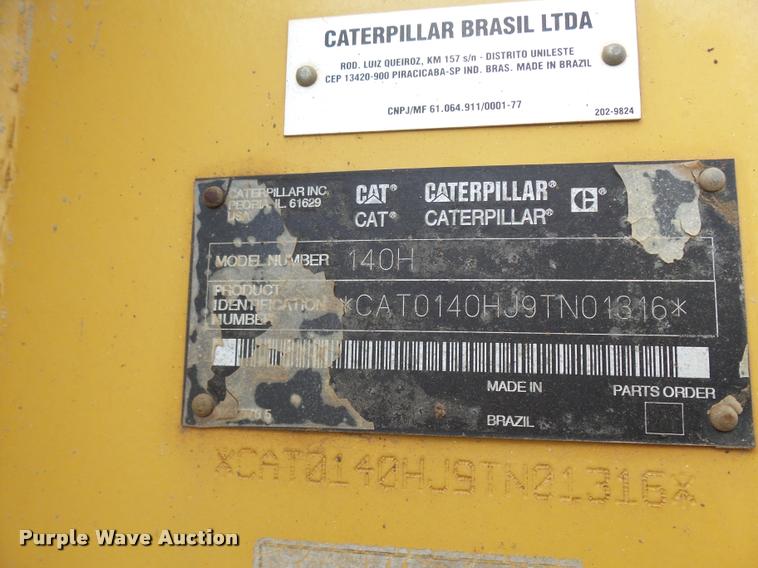 CATERPILLAR BRASIL LTDA
ROD. LUIZ QUEIROZ, KM 157 s/n - DISTRITO UNILESTE
CEP 13420-900 PIRACICABA-SP IND. BRAS. MADE IN BRAZIL
CNPJ/MF 61.064.911/0001-77
202-9824
CATERPILLAR INC.
PEORIA, IL. 61629
USA
CAT® CATERPILLAR®
CAT® CATERPILLAR®
MODEL NUMBER 140H
PRODUCT
IDENTIFICATION
NUMBER
*CAT0140HJ9TN01316*
MADE IN
PARTS ORDER
BRAZIL
*CAT0140HJ9TN01316*
Purple Wave Auction